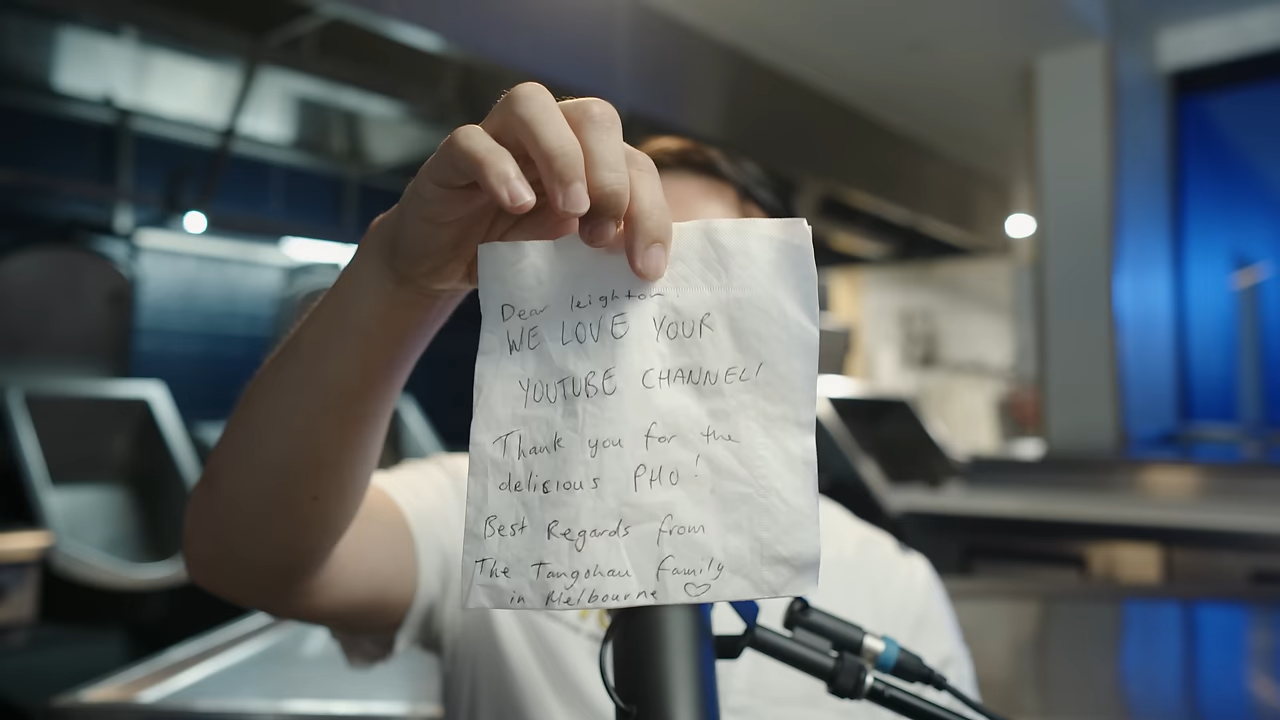 Dear leighton.
WE LOVE YOUR
YOUTUBE CHANNEL!
Thank you for the
delicious PHO!
Best Regards from
The Tangohau family
in Melbourne ♡